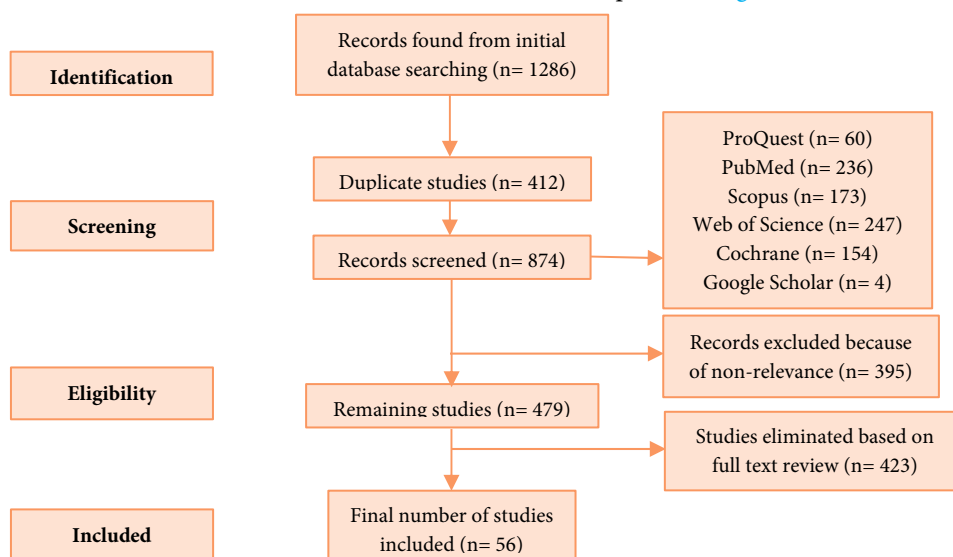 Identification
Records found from initial
database searching (n= 1286)
Duplicate studies (n= 412)
Screening
Records screened (n= 874)
ProQuest (n= 60)
PubMed (n= 236)
Scopus (n= 173)
Web of Science (n= 247)
Cochrane (n= 154)
Google Scholar (n= 4)
Records excluded because
of non-relevance (n= 395)
Eligibility
Remaining studies (n= 479)
Studies eliminated based on
full text review (n= 423)
Included
Final number of studies
included (n= 56)